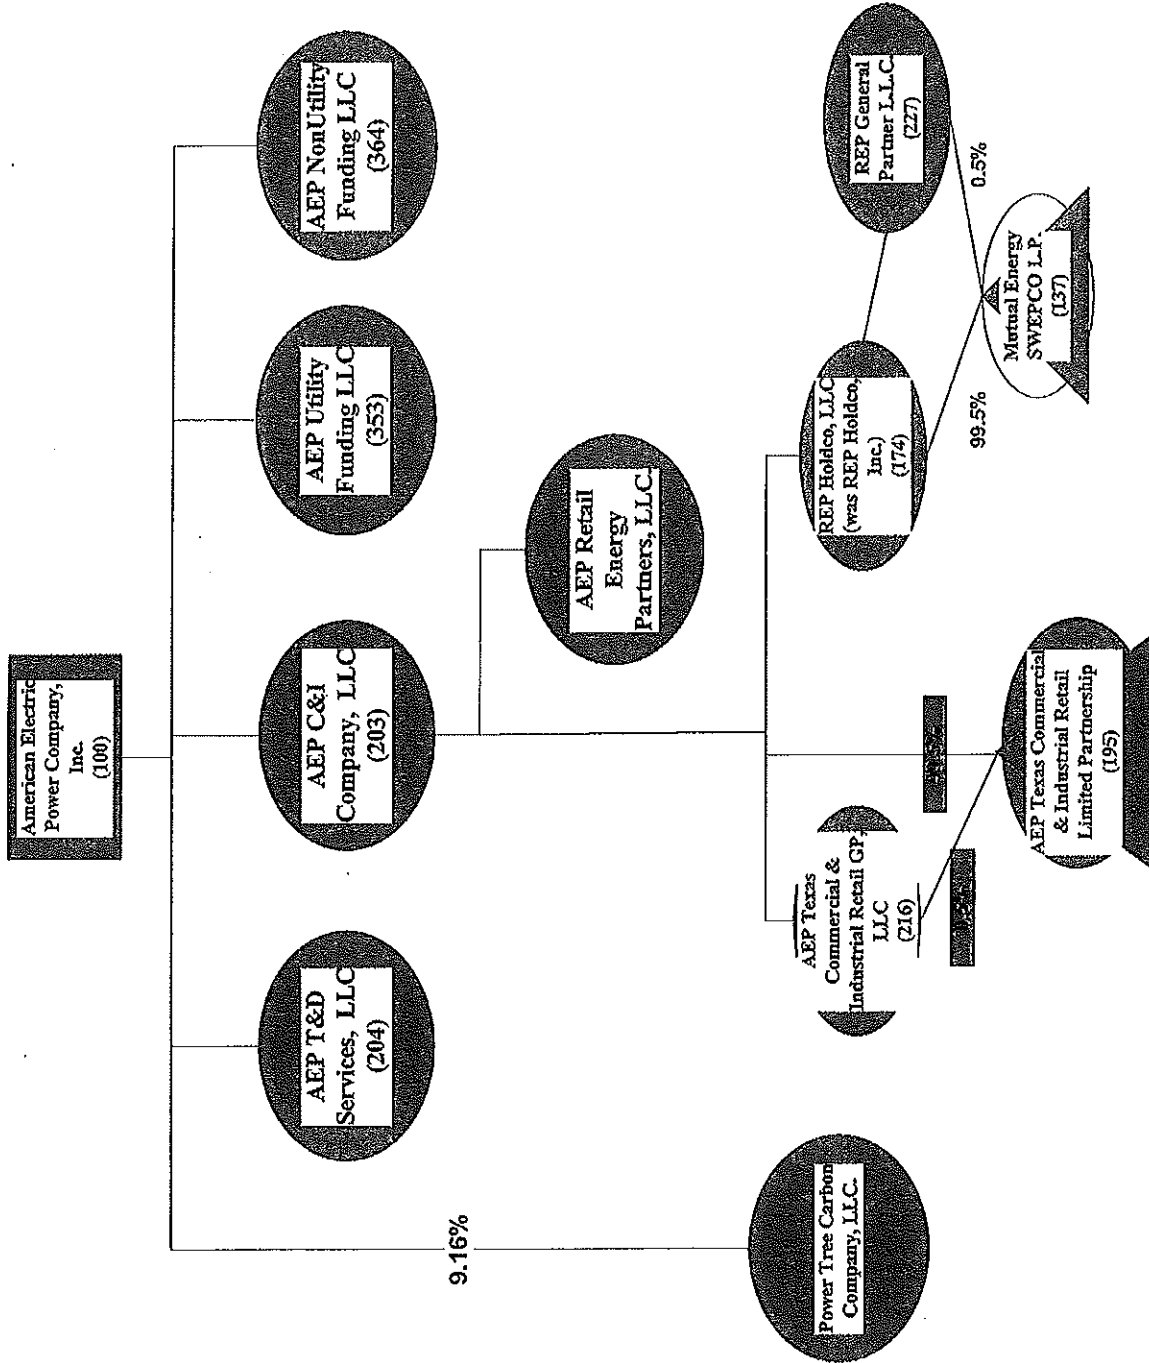 American Electric
Power Company,
Inc.
(100)
AEP T&D
Services, LLC
(204)
AEP C&I
Company, LLC
(203)
AEP Utility
Funding LLC
(353)
AEP NonUtility
Funding LLC
(364)
9.16%
AEP Retail
Energy
Partners, LLC.
Power Tree Carbon
Company, LLC.
AEP Texas
Commercial &
Industrial Retail GP,
LLC
(216)
REP Holdco, LLC
(was REP Holdco,
Inc.)
(174)
REP General
Partner L.L.C.
(227)
99.5%
0.5%
AEP Texas Commercial
& Industrial Retail
Limited Partnership
(195)
Mutual Energy
SWEPCO L.P.
(137)